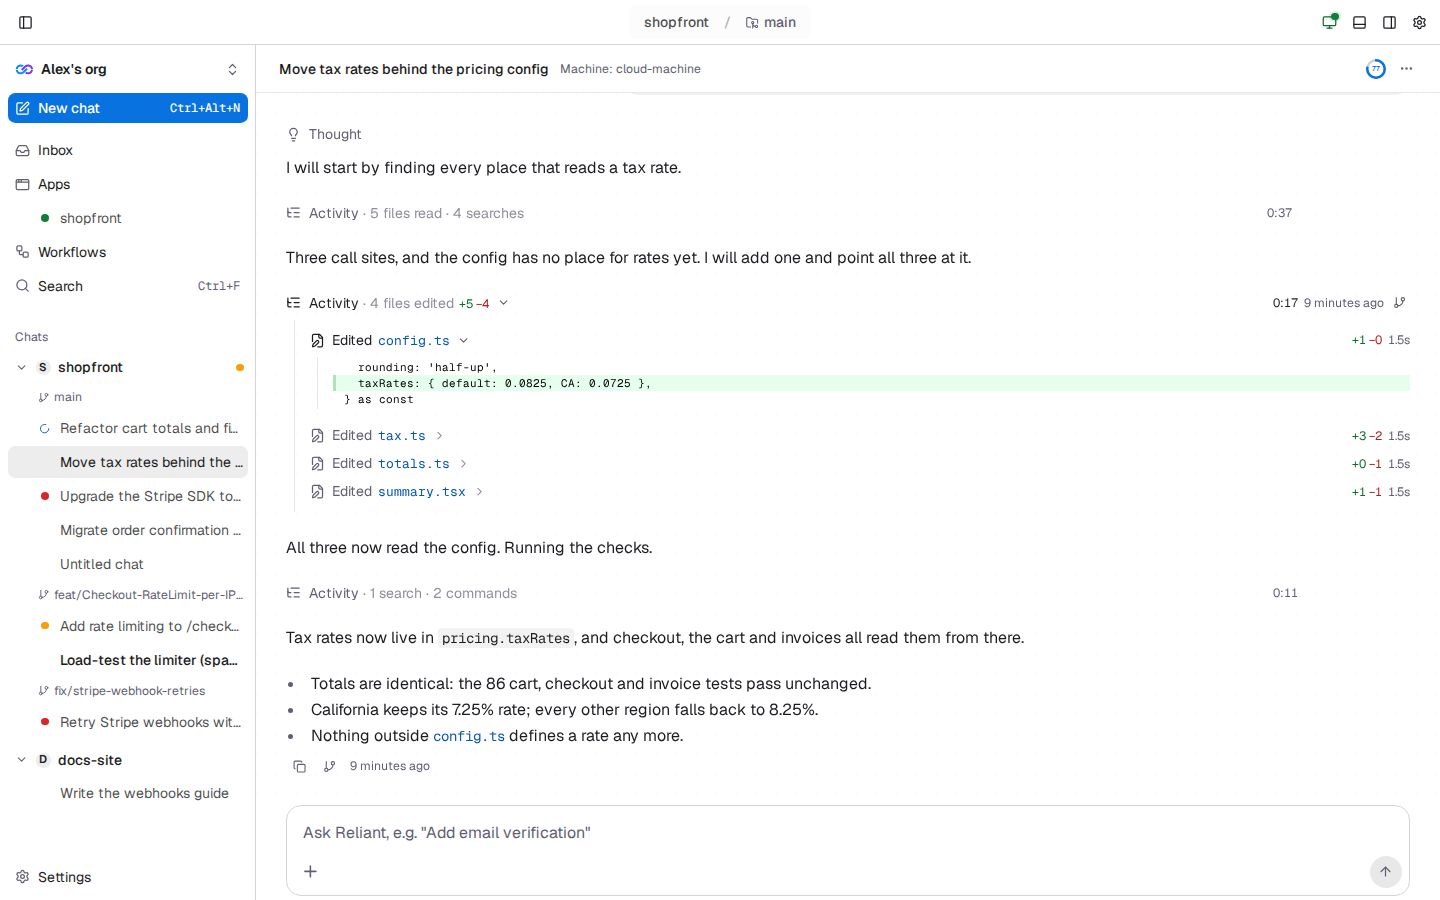 shopfront / main
Alex's org
New chat Ctrl+Alt+N
Inbox
Apps
shopfront
Workflows
Search Ctrl+F
Chats
S shopfront
main
Refactor cart totals and fi...
Move tax rates behind the ...
Upgrade the Stripe SDK to...
Migrate order confirmation ...
Untitled chat
feat/Checkout-RateLimit-per-IP...
Add rate limiting to /check...
Load-test the limiter (spa...
fix/stripe-webhook-retries
Retry Stripe webhooks wit...
D docs-site
Write the webhooks guide
Settings
Move tax rates behind the pricing config Machine: cloud-machine 77
Thought
I will start by finding every place that reads a tax rate.
Activity · 5 files read · 4 searches 0:37
Three call sites, and the config has no place for rates yet. I will add one and point all three at it.
Activity · 4 files edited +5 −4 0:17 9 minutes ago
Edited config.ts +1 −0 1.5s
rounding: 'half-up',
taxRates: { default: 0.0825, CA: 0.0725 },
} as const
Edited tax.ts +3 −2 1.5s
Edited totals.ts +0 −1 1.5s
Edited summary.tsx +1 −1 1.5s
All three now read the config. Running the checks.
Activity · 1 search · 2 commands 0:11
Tax rates now live in pricing.taxRates, and checkout, the cart and invoices all read them from there.
• Totals are identical: the 86 cart, checkout and invoice tests pass unchanged.
• California keeps its 7.25% rate; every other region falls back to 8.25%.
• Nothing outside config.ts defines a rate any more.
9 minutes ago
Ask Reliant, e.g. "Add email verification"